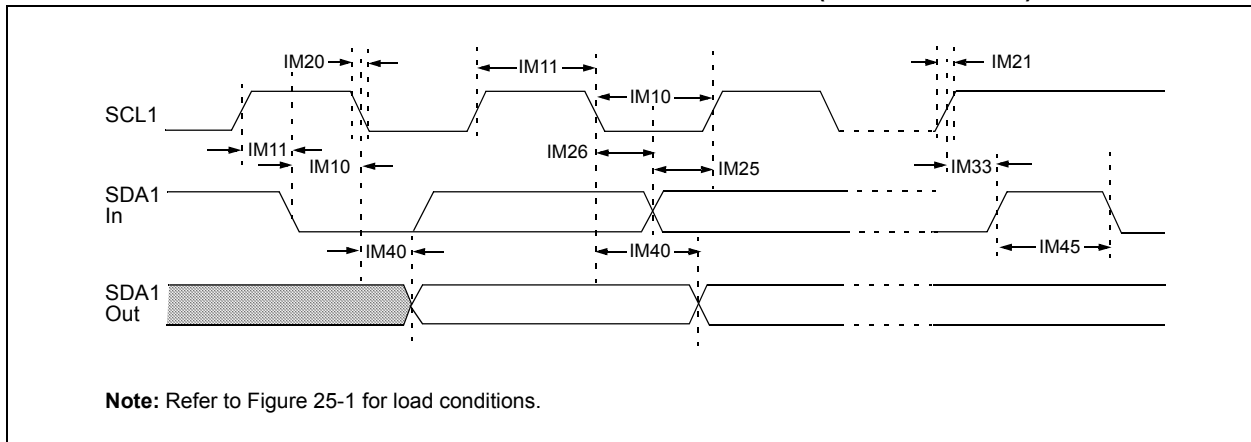 IM20
IM11
IM21
SCL1
IM10
IM11
IM10
IM26
IM25
IM33
SDA1
In
IM40
IM40
IM45
SDA1
Out
Note: Refer to Figure 25-1 for load conditions.